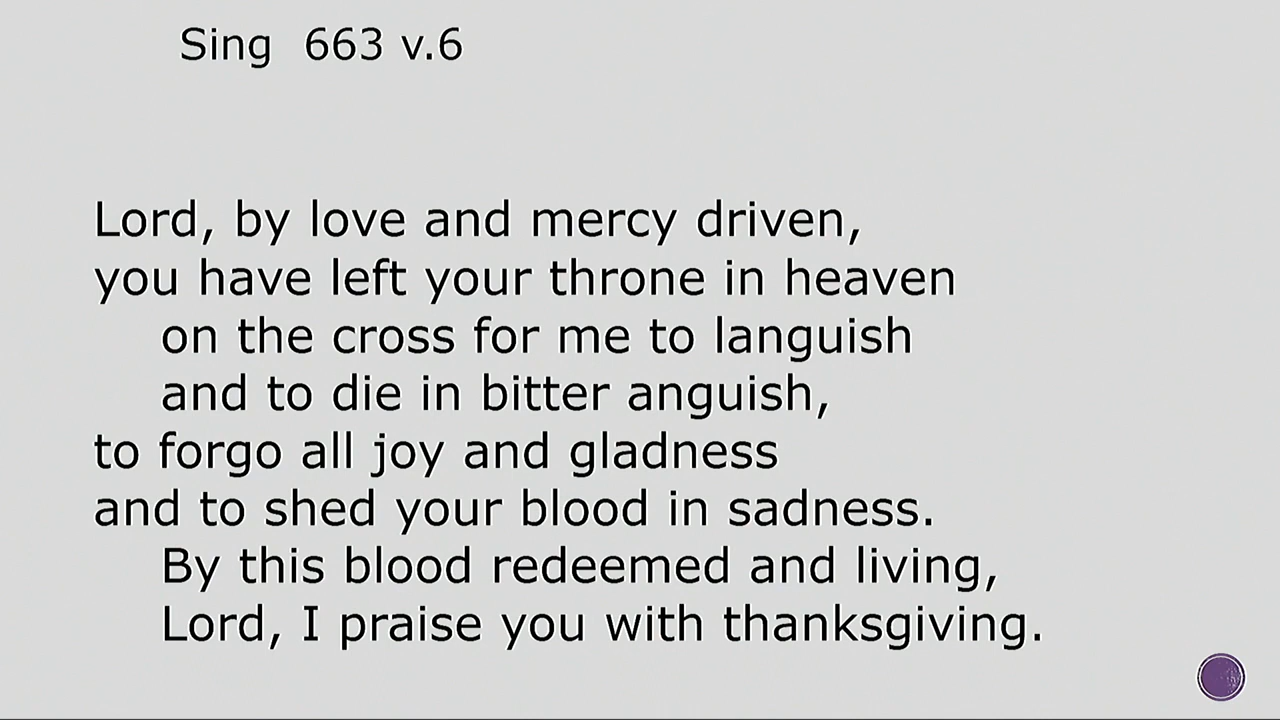 Sing 663 v.6
Lord, by love and mercy driven,
you have left your throne in heaven
on the cross for me to languish
and to die in bitter anguish,
to forgo all joy and gladness
and to shed your blood in sadness.
By this blood redeemed and living,
Lord, I praise you with thanksgiving.